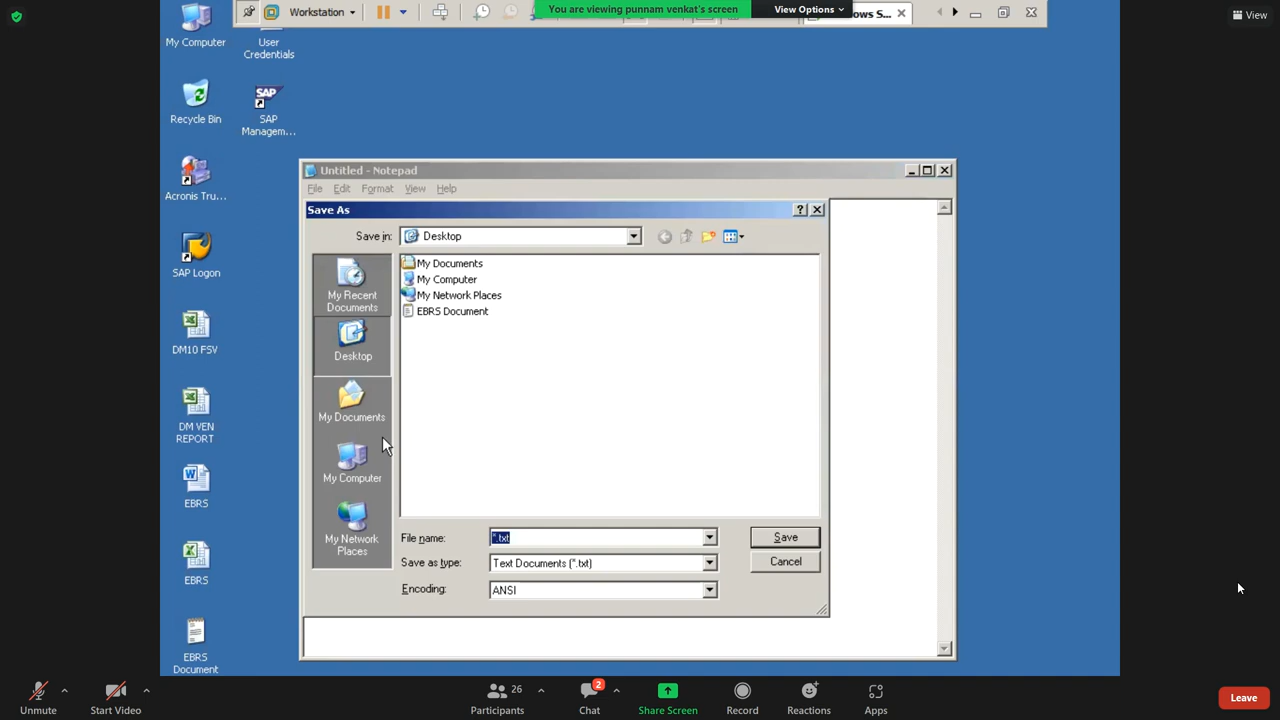 You are viewing punnam venkat's screen
View Options
View
Workstation
ows S...
My Computer
User
Credentials
Recycle Bin
SAP
SAP
Managem...
Acronis Tru...
SAP Logon
DM10 FSV
DM VEN
REPORT
EBRS
EBRS
EBRS
Document
Untitled - Notepad
File Edit Format View Help
Save As
Save in: Desktop
My Recent
Documents
Desktop
My Documents
My Computer
My Network
Places
My Documents
My Computer
My Network Places
EBRS Document
File name: *.txt
Save
Save as type: Text Documents (*.txt)
Cancel
Encoding: ANSI
Unmute
Start Video
26
Participants
2
Chat
Share Screen
Record
Reactions
Apps
Leave